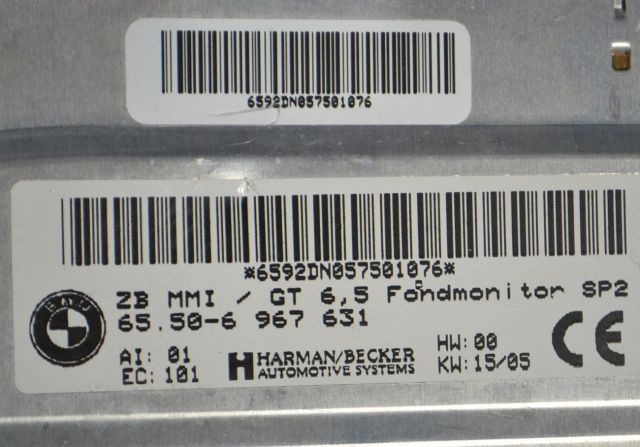 6592DN057501076
*6592DN057501076*
ZB MMI / GT 6,5 Fondmonitor SP2
65.50-6 967 631
BMW
AI: 01
EC: 101
HARMAN/BECKER
AUTOMOTIVE SYSTEMS
HW: 00
KW: 15/05
CE